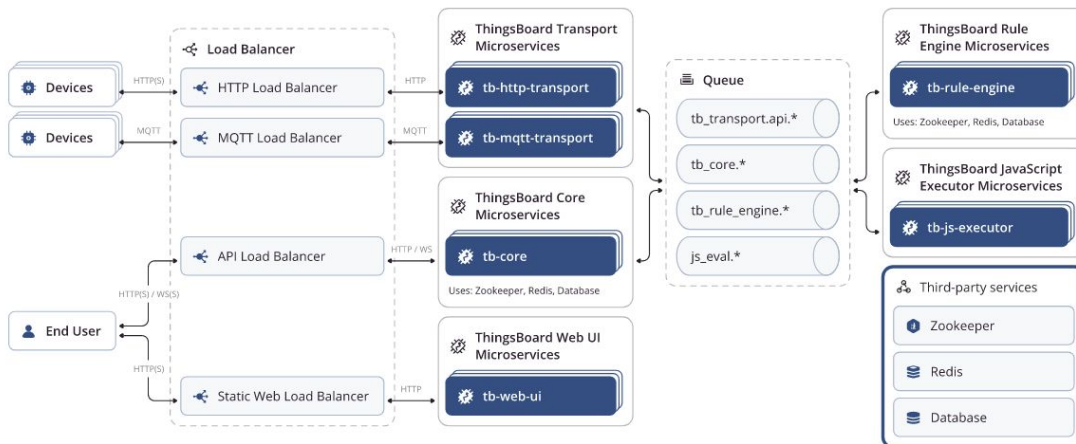 Devices
Devices
End User
HTTP(S)
MQTT
HTTP(S) / WS(S)
HTTP(S)
Load Balancer
HTTP Load Balancer
MQTT Load Balancer
API Load Balancer
Static Web Load Balancer
HTTP
MQTT
HTTP / WS
HTTP
ThingsBoard Transport
Microservices
tb-http-transport
tb-mqtt-transport
ThingsBoard Core
Microservices
tb-core
Uses: Zookeeper, Redis, Database
ThingsBoard Web UI
Microservices
tb-web-ui
Queue
tb_transport.api.*
tb_core.*
tb_rule_engine.*
js_eval.*
ThingsBoard Rule
Engine Microservices
tb-rule-engine
Uses: Zookeeper, Redis, Database
ThingsBoard JavaScript
Executor Microservices
tb-js-executor
Third-party services
Zookeeper
Redis
Database